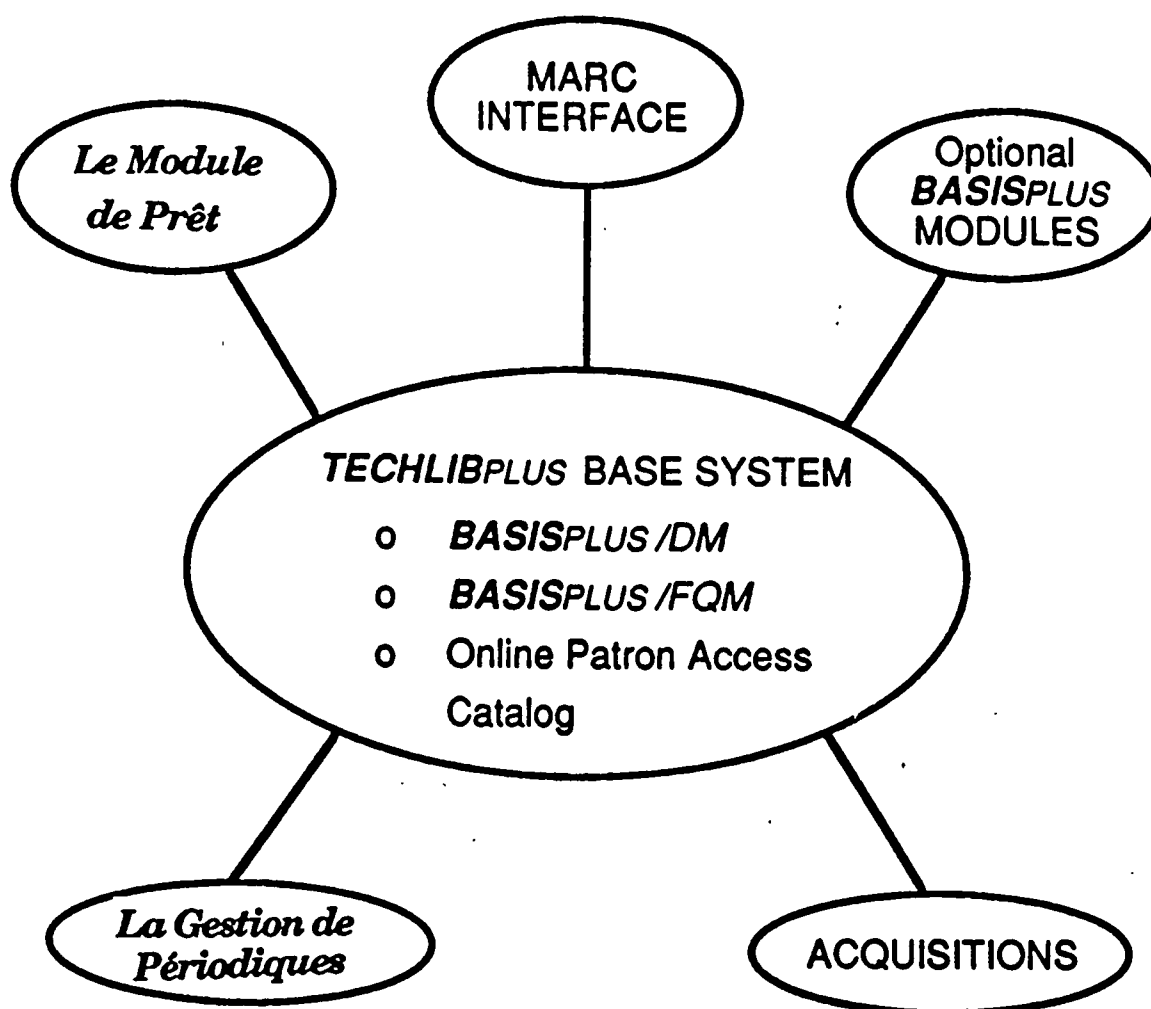 MARC
INTERFACE
Le Module
de Prêt
Optional
BASISPLUS
MODULES
TECHLIBPLUS BASE SYSTEM
o BASISPLUS /DM
o BASISPLUS /FQM
o Online Patron Access
Catalog
La Gestion de
Périodiques
ACQUISITIONS